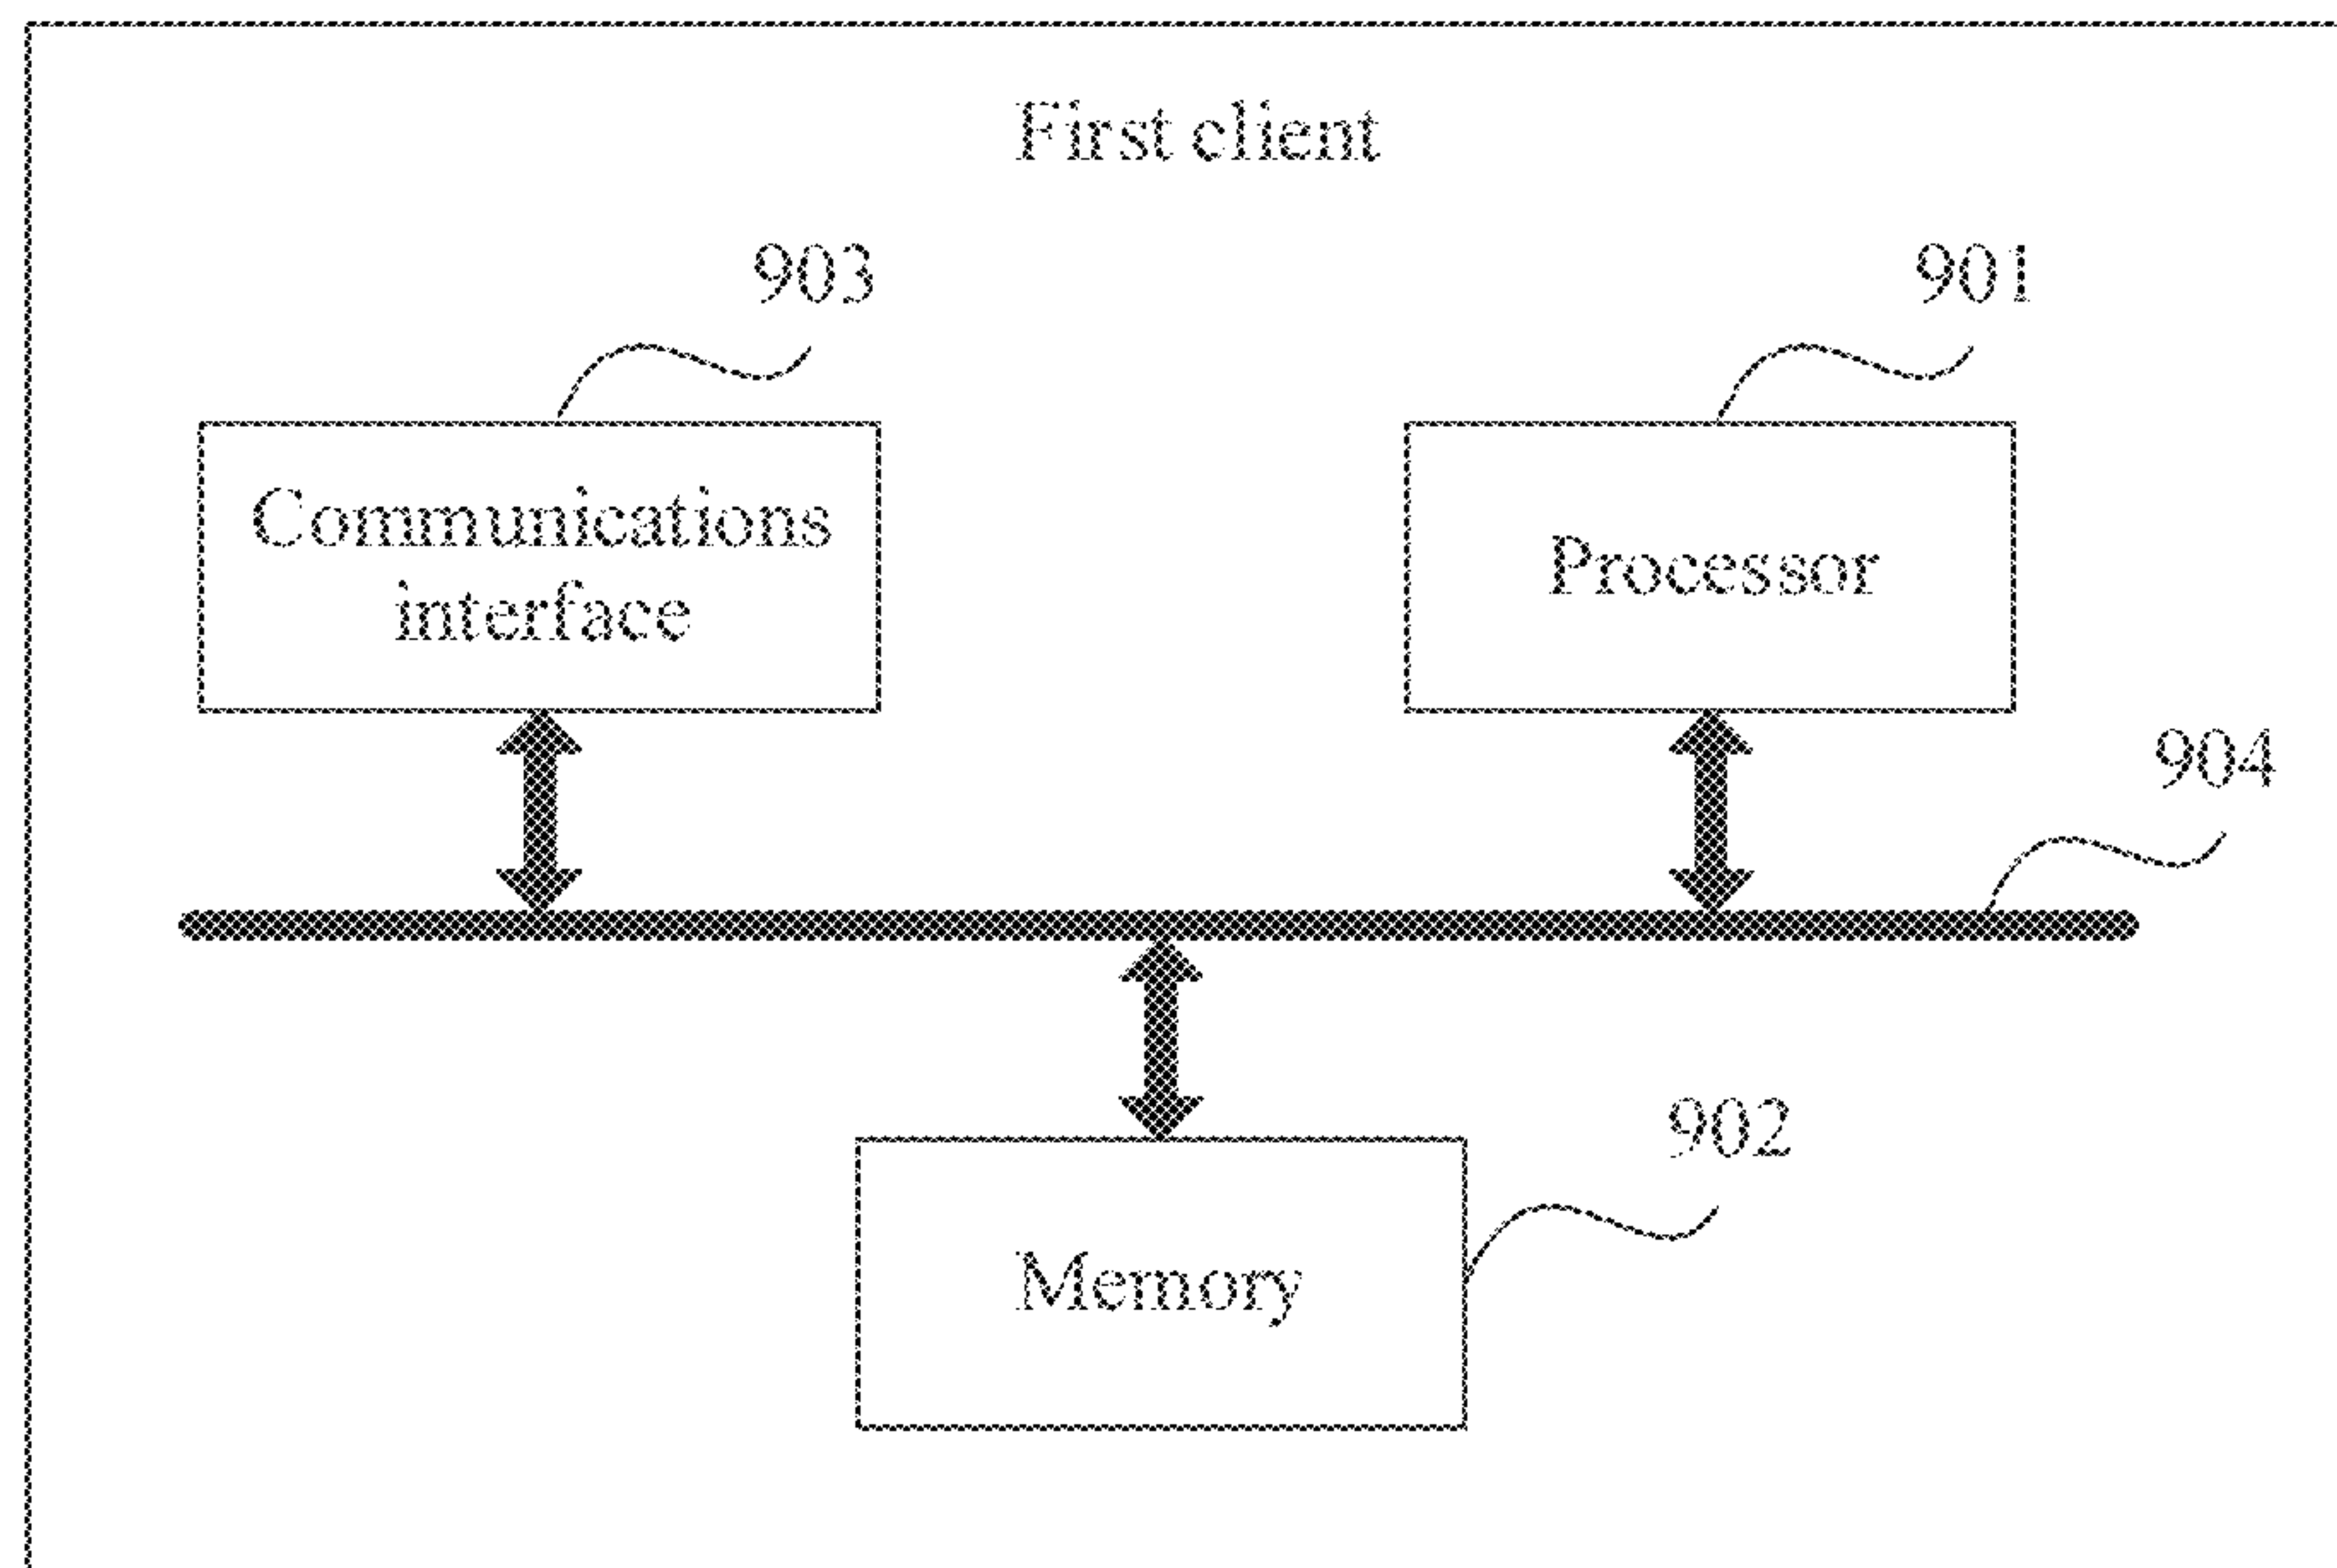 First client
903
901
Communications
interface
Processor
904
902
Memory